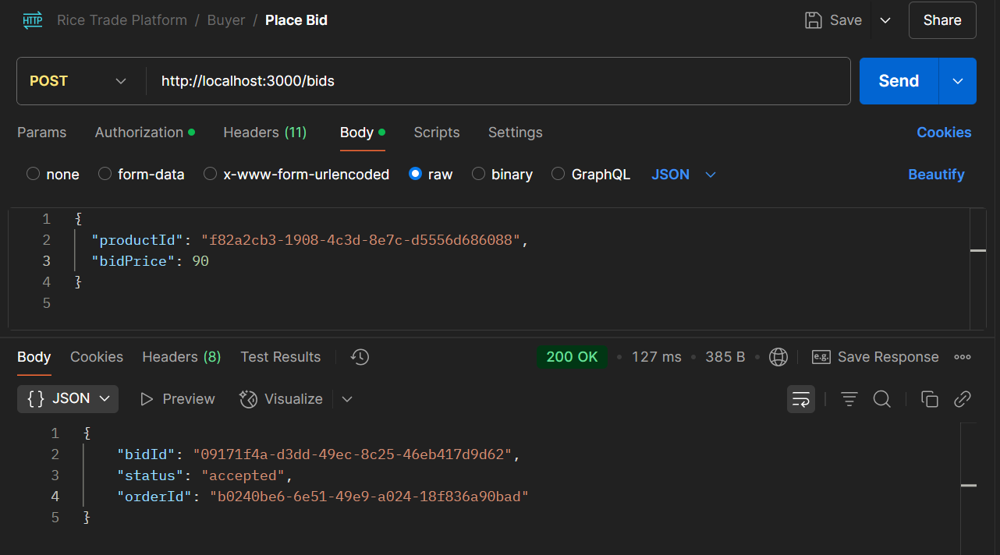 HTTP Rice Trade Platform / Buyer / Place Bid Save Share
POST http://localhost:3000/bids Send
Params Authorization Headers (11) Body Scripts Settings Cookies
none form-data x-www-form-urlencoded raw binary GraphQL JSON Beautify
1 {
2 "productId": "f82a2cb3-1908-4c3d-8e7c-d5556d686088",
3 "bidPrice": 90
4 }
5
Body Cookies Headers (8) Test Results 200 OK • 127 ms • 385 B • e.g. Save Response
{} JSON Preview Visualize
1 {
2 "bidId": "09171f4a-d3dd-49ec-8c25-46eb417d9d62",
3 "status": "accepted",
4 "orderId": "b0240be6-6e51-49e9-a024-18f836a90bad"
5 }